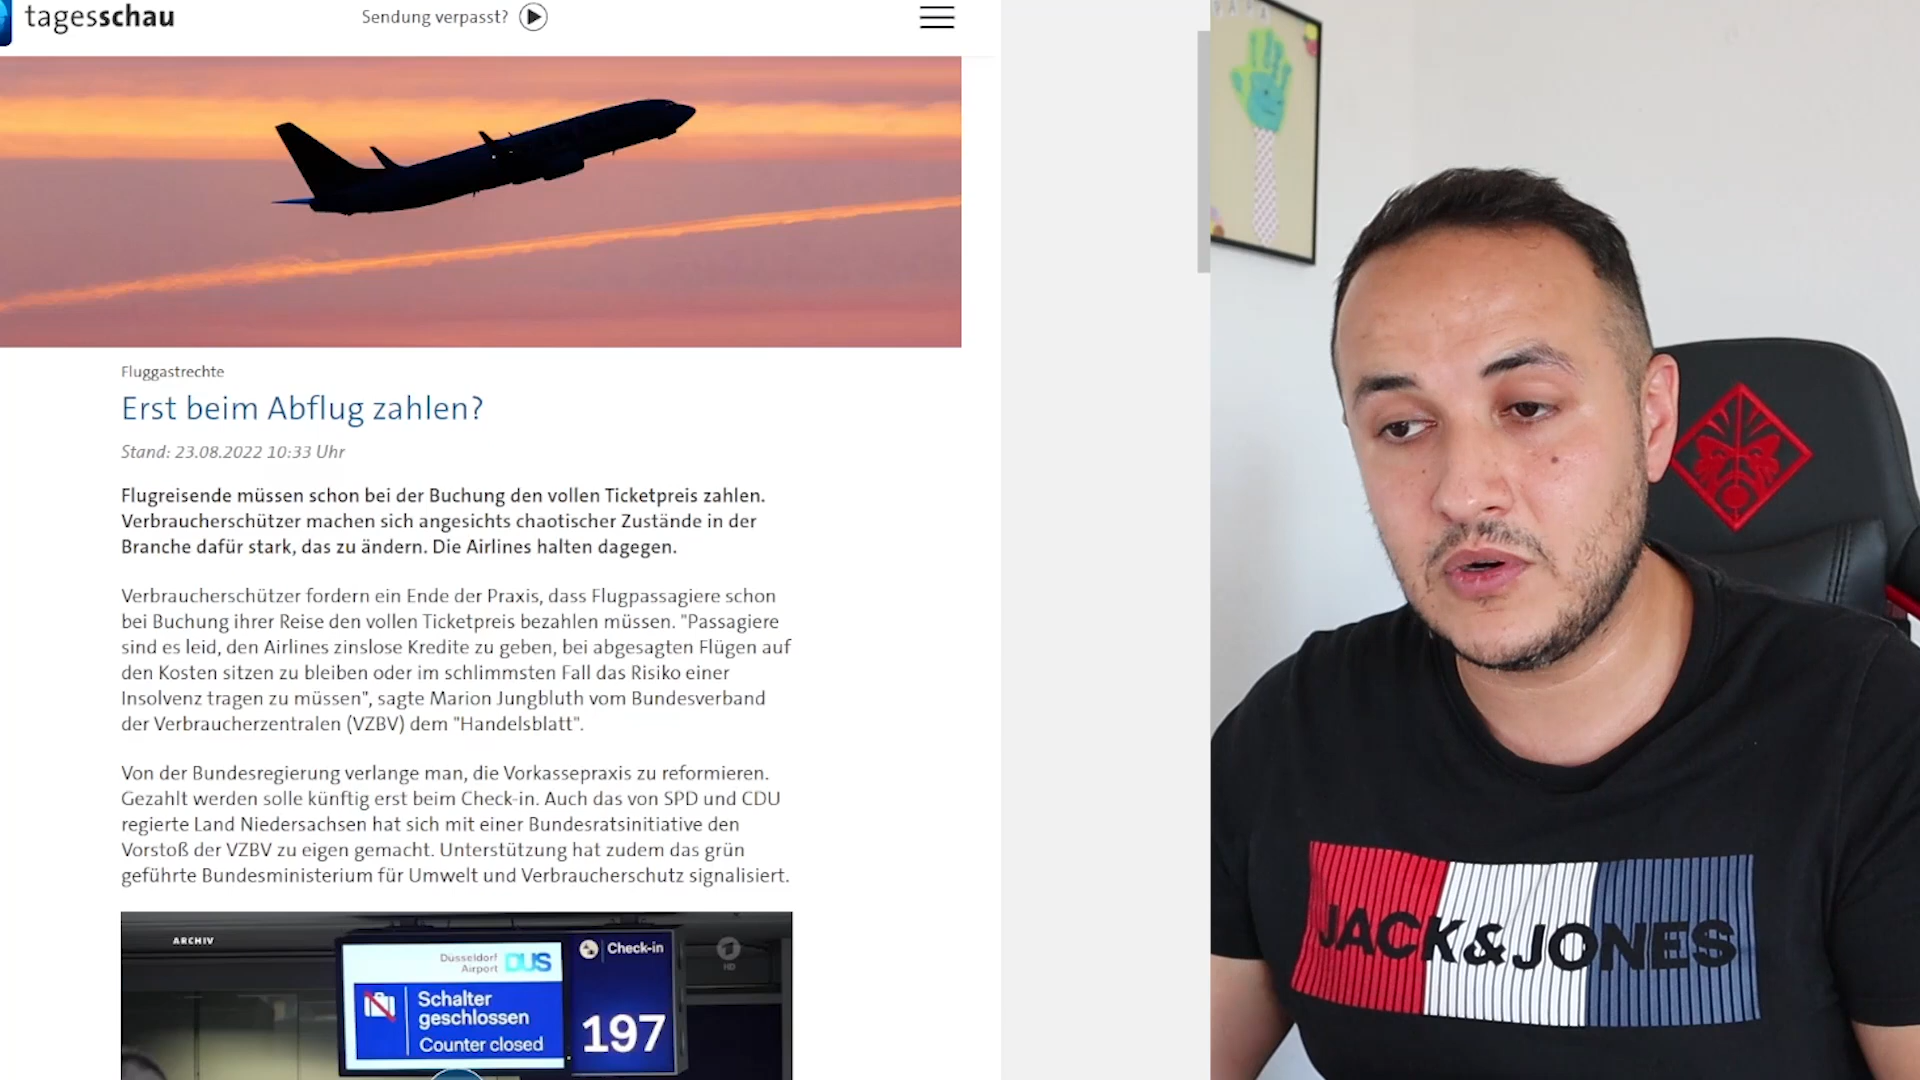 tagesschau
Sendung verpasst?
Fluggastrechte
Erst beim Abflug zahlen?
Stand: 23.08.2022 10:33 Uhr
Flugreisende müssen schon bei der Buchung den vollen Ticketpreis zahlen.
Verbraucherschützer machen sich angesichts chaotischer Zustände in der
Branche dafür stark, das zu ändern. Die Airlines halten dagegen.
Verbraucherschützer fordern ein Ende der Praxis, dass Flugpassagiere schon
bei Buchung ihrer Reise den vollen Ticketpreis bezahlen müssen. "Passagiere
sind es leid, den Airlines zinslose Kredite zu geben, bei abgesagten Flügen auf
den Kosten sitzen zu bleiben oder im schlimmsten Fall das Risiko einer
Insolvenz tragen zu müssen", sagte Marion Jungbluth vom Bundesverband
der Verbraucherzentralen (VZBV) dem "Handelsblatt".
Von der Bundesregierung verlange man, die Vorkassepraxis zu reformieren.
Gezahlt werden solle künftig erst beim Check-in. Auch das von SPD und CDU
regierte Land Niedersachsen hat sich mit einer Bundesratsinitiative den
Vorstoß der VZBV zu eigen gemacht. Unterstützung hat zudem das grün
geführte Bundesministerium für Umwelt und Verbraucherschutz signalisiert.
ARCHIV
Düsseldorf
Airport
DUS
Check-in
HD
Schalter
geschlossen
Counter closed
197
PAPA
JACK&JONES